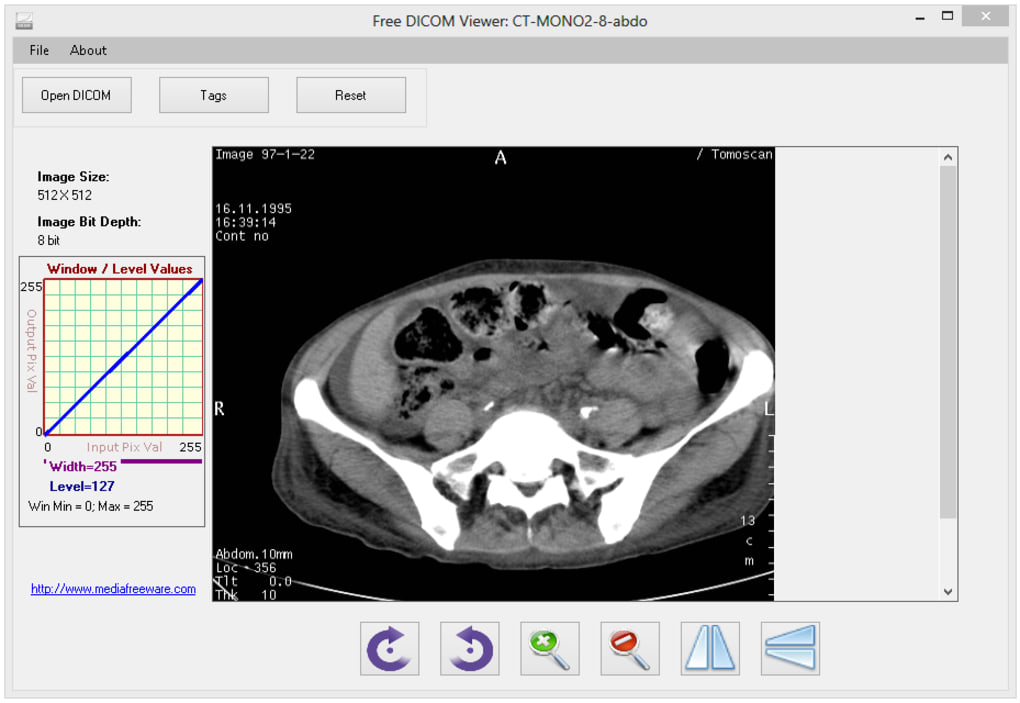 Free DICOM Viewer: CT-MONO2-8-abdo
File About
Open DICOM Tags Reset
Image Size:
512 X 512
Image Bit Depth:
8 bit
Window / Level Values
255
Output Pix Val
0
0 Input Pix Val 255
Width=255
Level=127
Win Min = 0; Max = 255
http://www.mediafreeware.com
Image 97-1-22 A / Tomoscan
16.11.1995
16:39:14
Cont no
R L
13
c
m
Abdom.10mm
Loc -356
Tlt 0.0
Thk 10